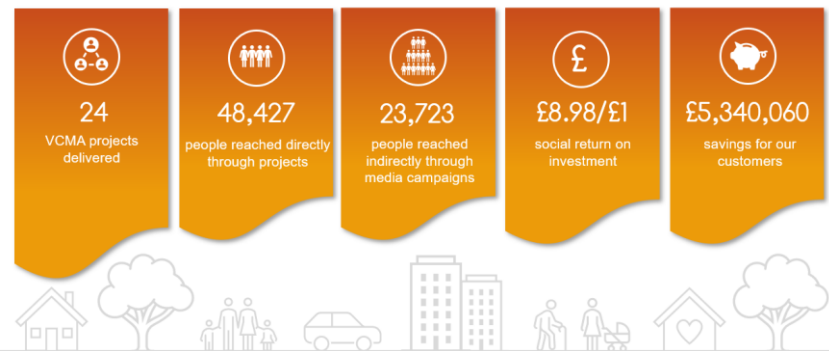 24
VCMA projects
delivered
48,427
people reached directly
through projects
23,723
people reached
indirectly through
media campaigns
£
£8.98/£1
social return on
investment
£5,340,060
savings for our
customers